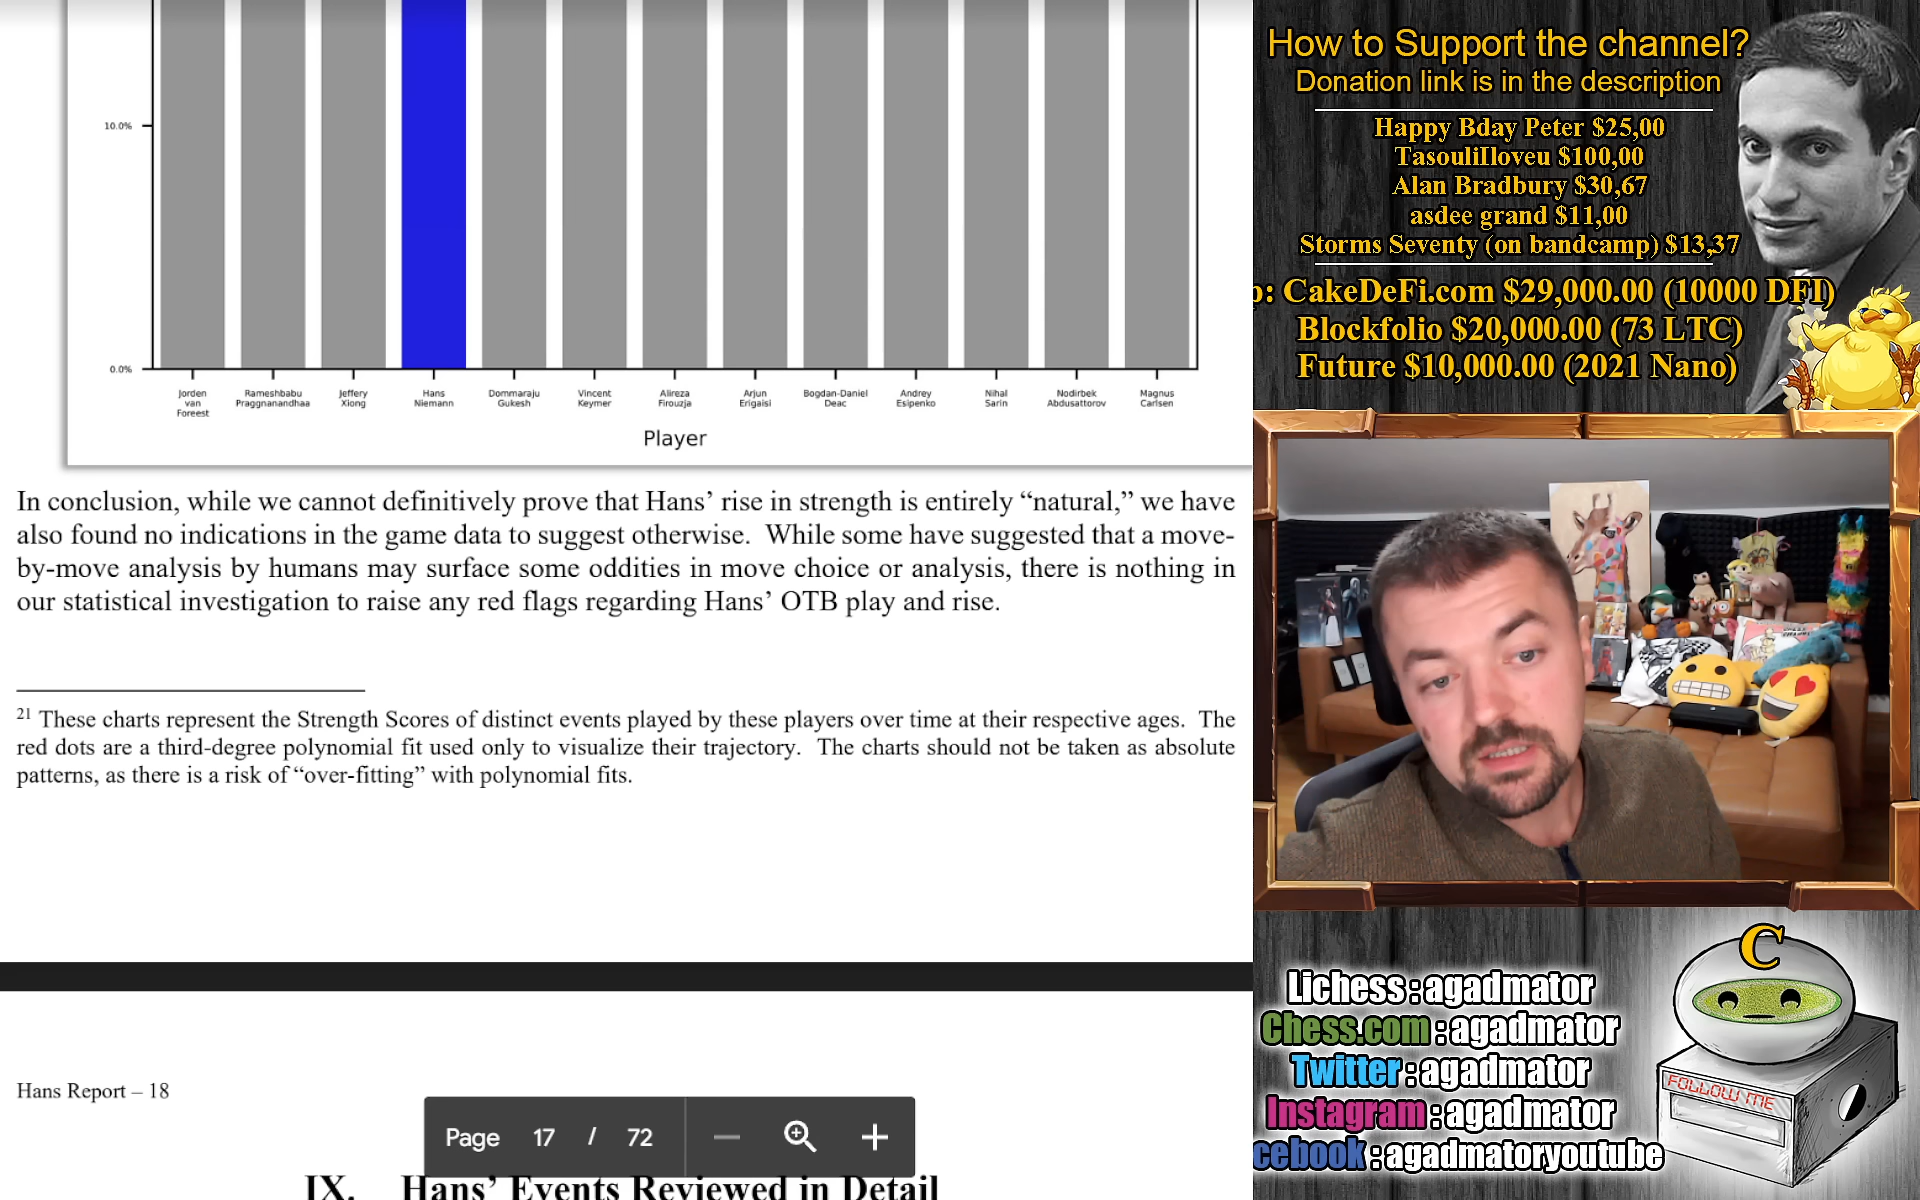 10.0%
0.0%
Jorden van Foreest
Rameshbabu Praggnanandhaa
Jeffery Xiong
Hans Niemann
Dommaraju Gukesh
Vincent Keymer
Alireza Firouzja
Arjun Erigaisi
Bogdan-Daniel Deac
Andrey Esipenko
Nihal Sarin
Nodirbek Abdusattorov
Magnus Carlsen
Player
In conclusion, while we cannot definitively prove that Hans’ rise in strength is entirely “natural,” we have
also found no indications in the game data to suggest otherwise. While some have suggested that a move-
by-move analysis by humans may surface some oddities in move choice or analysis, there is nothing in
our statistical investigation to raise any red flags regarding Hans’ OTB play and rise.
21 These charts represent the Strength Scores of distinct events played by these players over time at their respective ages. The
red dots are a third-degree polynomial fit used only to visualize their trajectory. The charts should not be taken as absolute
patterns, as there is a risk of “over-fitting” with polynomial fits.
Hans Report – 18
Page 17 / 72
IX. Hans’ Events Reviewed in Detail
How to Support the channel?
Donation link is in the description
Happy Bday Peter $25,00
TasouliIloveu $100,00
Alan Bradbury $30,67
asdee grand $11,00
Storms Seventy (on bandcamp) $13,37
p: CakeDeFi.com $29,000.00 (10000 DFI)
Blockfolio $20,000.00 (73 LTC)
Future $10,000.00 (2021 Nano)
C
Lichess:agadmator
Chess.com:agadmator
Twitter:agadmator
Instagram:agadmator
cebook:agadmatoryoutube
FOLLOW ME